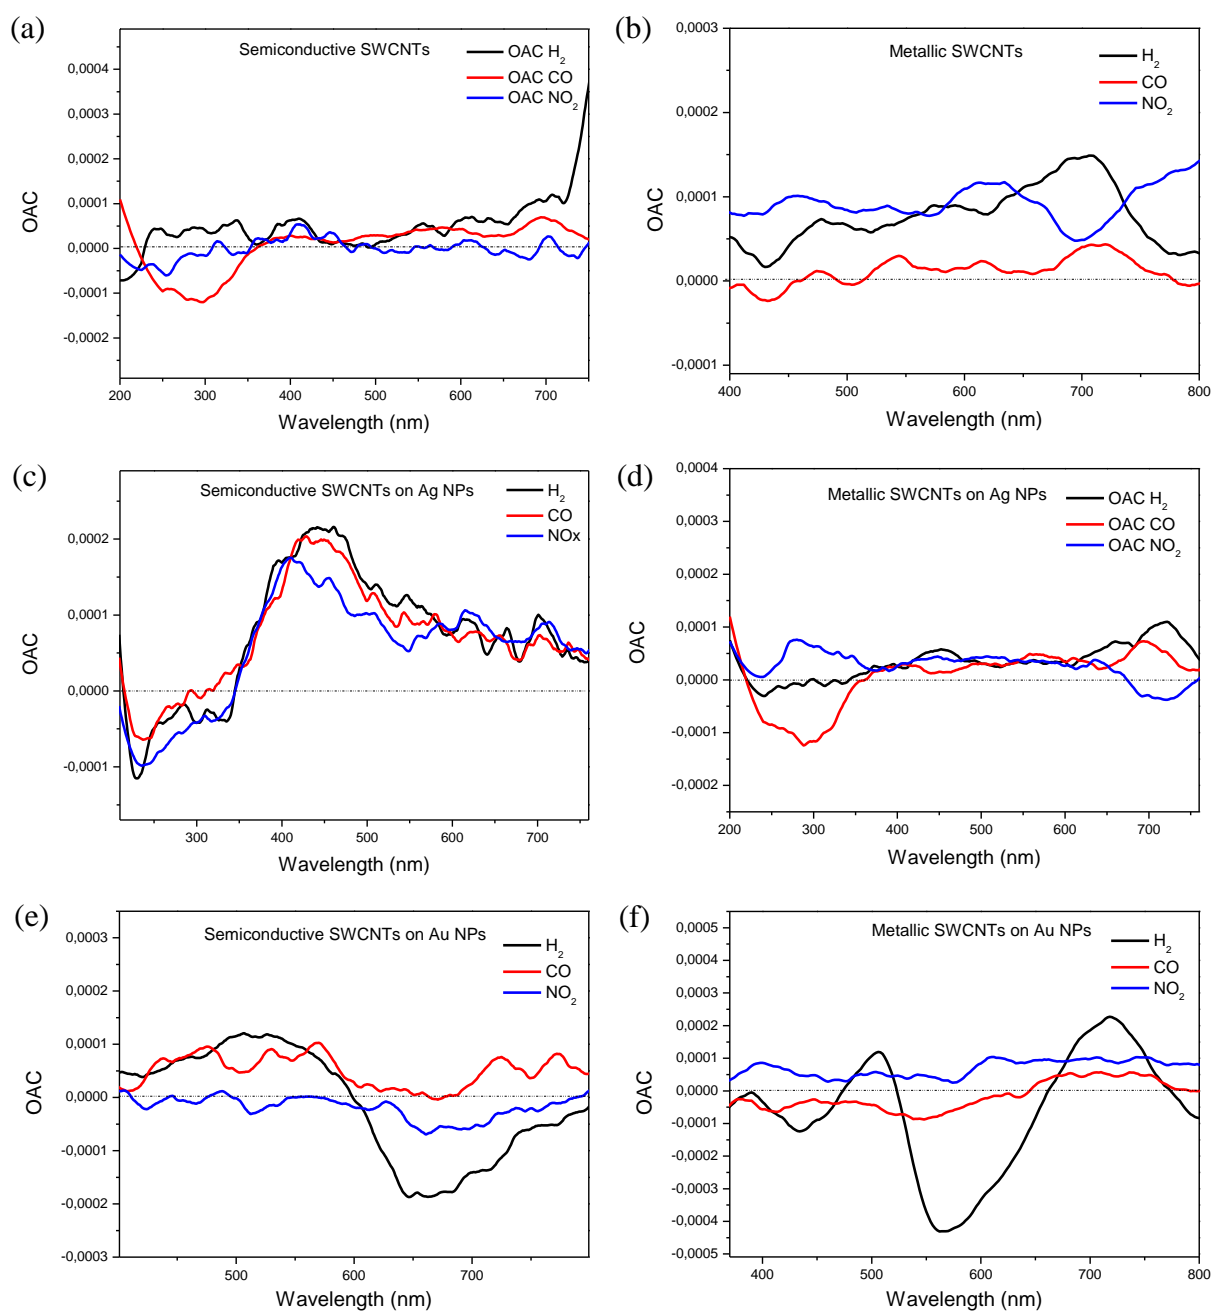 (a)
Semiconductive SWCNTs
OAC H2
OAC CO
OAC NO2
0,0004
0,0003
0,0002
0,0001
0,0000
-0,0001
-0,0002
OAC
200 300 400 500 600 700
Wavelength (nm)
(b)
Metallic SWCNTs
H2
CO
NO2
0,0003
0,0002
0,0001
0,0000
-0,0001
OAC
400 500 600 700 800
Wavelength (nm)
(c)
Semiconductive SWCNTs on Ag NPs
H2
CO
NOx
0,0002
0,0001
0,0000
-0,0001
OAC
300 400 500 600 700
Wavelength (nm)
(d)
Metallic SWCNTs on Ag NPs
OAC H2
OAC CO
OAC NO2
0,0004
0,0003
0,0002
0,0001
0,0000
-0,0001
-0,0002
OAC
200 300 400 500 600 700
Wavelength (nm)
(e)
Semiconductive SWCNTs on Au NPs
H2
CO
NO2
0,0003
0,0002
0,0001
0,0000
-0,0001
-0,0002
-0,0003
OAC
500 600 700
Wavelength (nm)
(f)
Metallic SWCNTs on Au NPs
H2
CO
NO2
0,0005
0,0004
0,0003
0,0002
0,0001
0,0000
-0,0001
-0,0002
-0,0003
-0,0004
-0,0005
OAC
400 500 600 700 800
Wavelength (nm)